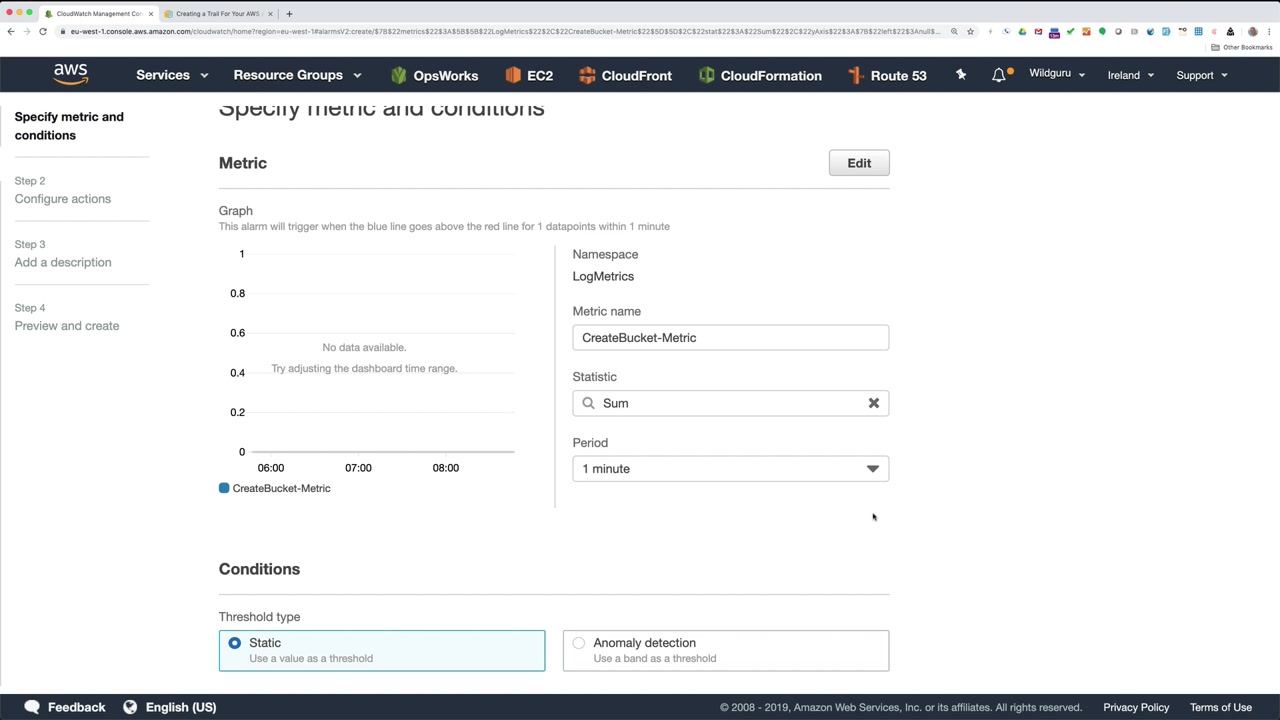 CloudWatch Management Con
Creating a Trail For Your AWS
eu-west-1.console.aws.amazon.com/cloudwatch/home?region=eu-west-1#alarmsV2:create/$7B$22metrics$22$3A$5B$5B$22LogMetrics$22$2C$22CreateBucket-Metric$22$5D$5D$2C$22stat$22$3A$22Sum$22$2C$22yAxis$22$3A$7B$22left$22$3Anull$...
Other Bookmarks
aws
Services
Resource Groups
OpsWorks
EC2
CloudFront
CloudFormation
Route 53
Wildguru
Ireland
Support
Specify metric and conditions
Step 2
Configure actions
Step 3
Add a description
Step 4
Preview and create
Specify metric and conditions
Metric
Edit
Graph
This alarm will trigger when the blue line goes above the red line for 1 datapoints within 1 minute
1
0.8
0.6
0.4
0.2
0
No data available.
Try adjusting the dashboard time range.
06:00
07:00
08:00
CreateBucket-Metric
Namespace
LogMetrics
Metric name
CreateBucket-Metric
Statistic
Sum
Period
1 minute
Conditions
Threshold type
Static
Use a value as a threshold
Anomaly detection
Use a band as a threshold
Feedback
English (US)
© 2008 - 2019, Amazon Web Services, Inc. or its affiliates. All rights reserved.
Privacy Policy
Terms of Use